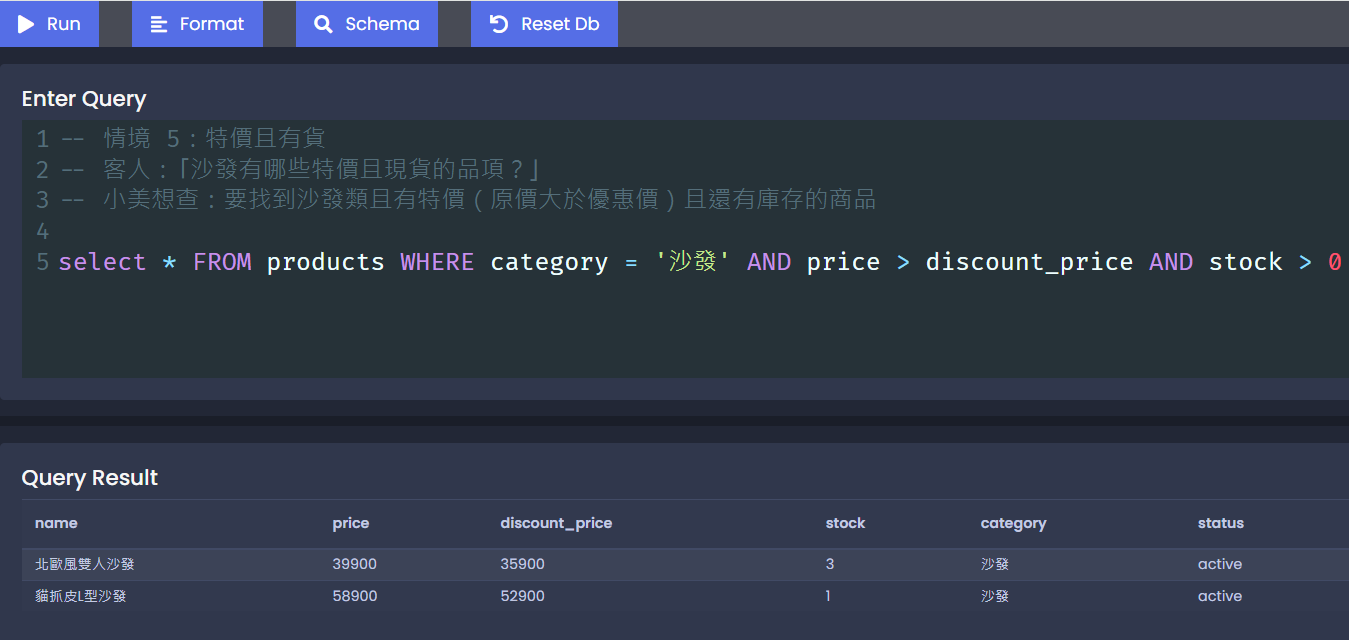 Run Format Schema Reset Db
Enter Query
1 -- 情境 5：特價且有貨
2 -- 客人：「沙發有哪些特價且現貨的品項？」
3 -- 小美想查：要找到沙發類且有特價（原價大於優惠價）且還有庫存的商品
4
5 select * FROM products WHERE category = '沙發' AND price > discount_price AND stock > 0
Query Result
name price discount_price stock category status
北歐風雙人沙發 39900 35900 3 沙發 active
貓抓皮L型沙發 58900 52900 1 沙發 active